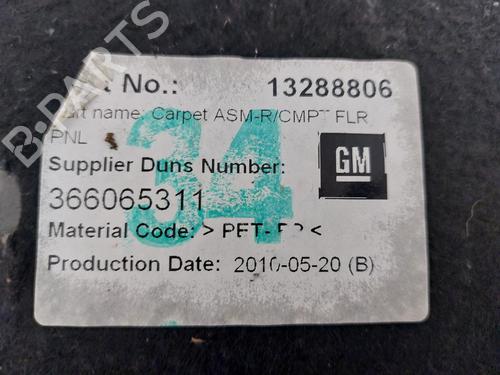 B-PARTS
No.: 13288806
name: Carpet ASM-R/CMPT FLR
PNL
34
Supplier Duns Number:
GM
366065311
Material Code: > PET-
Production Date: 2010-05-20 (B)